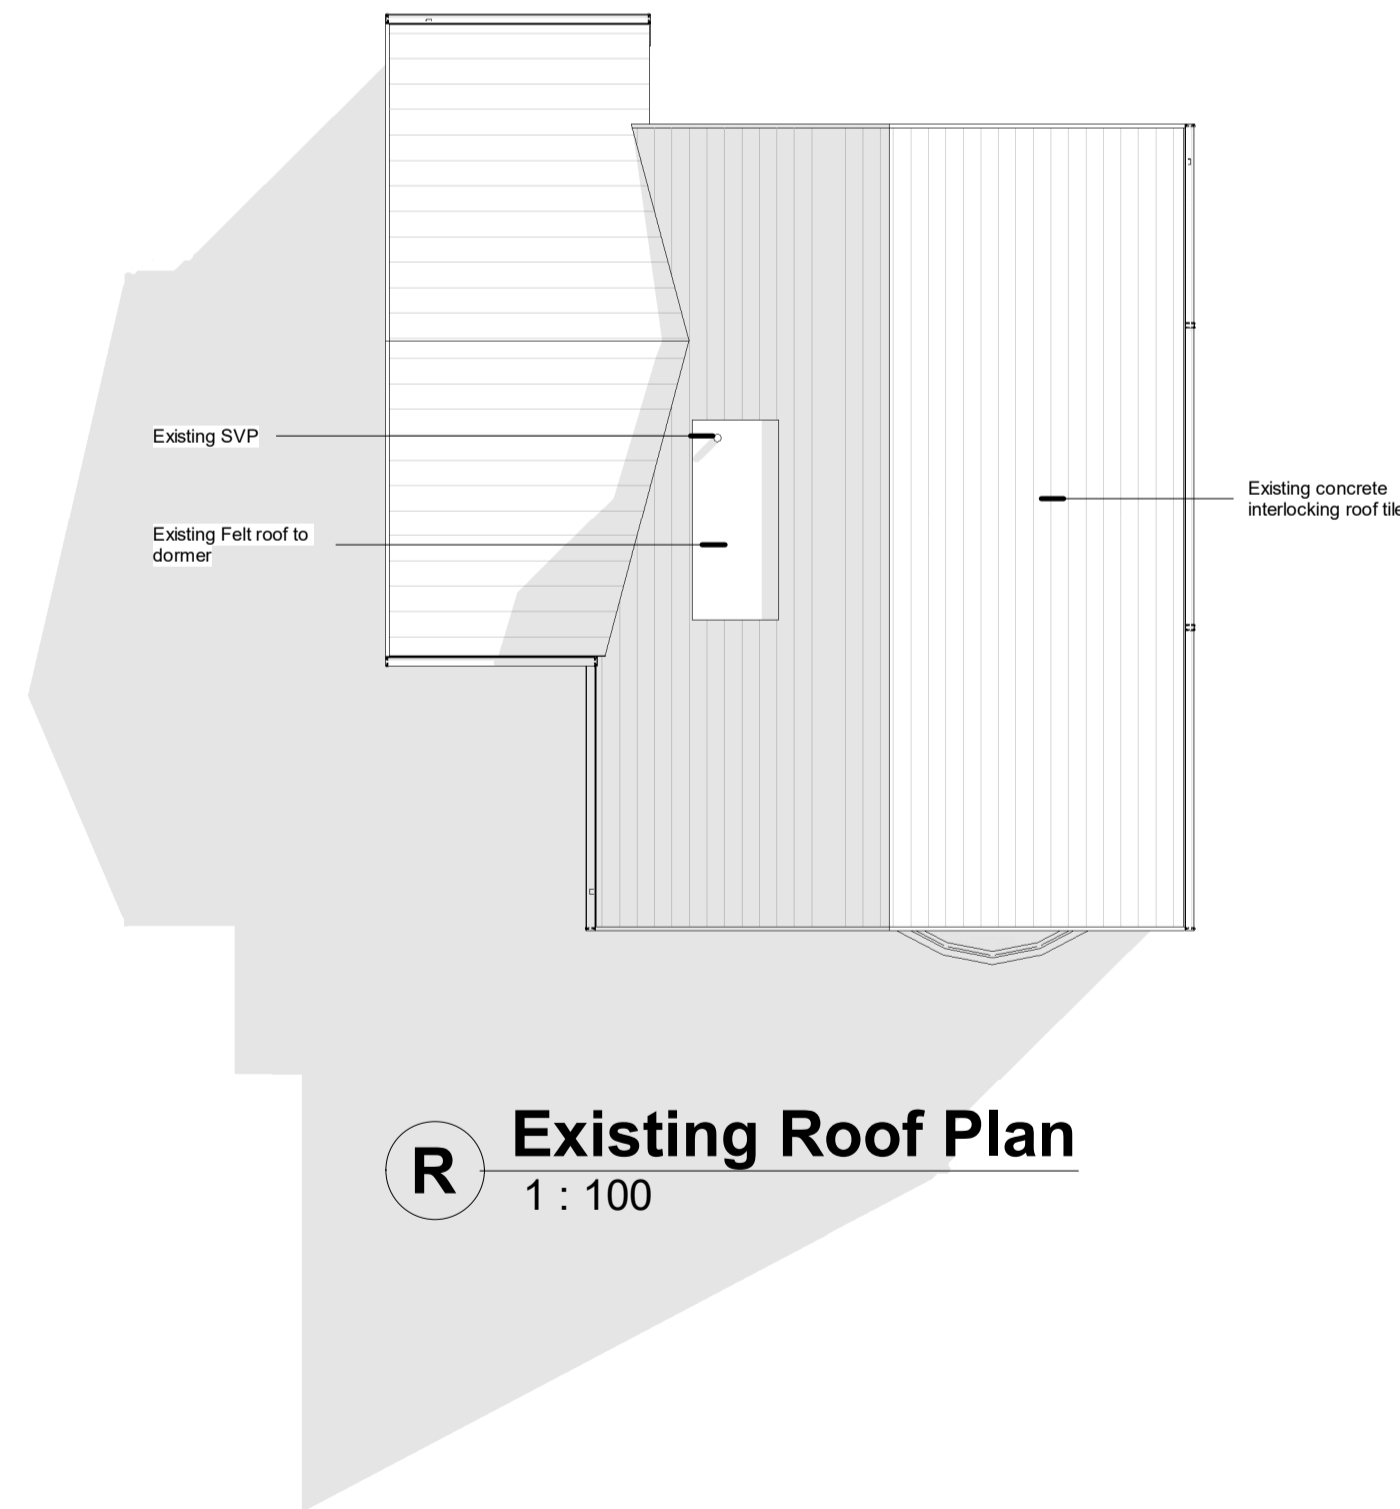 Existing SVP
Existing Felt roof to
dormer
Existing concrete
interlocking roof tile
R
Existing Roof Plan
1 : 100